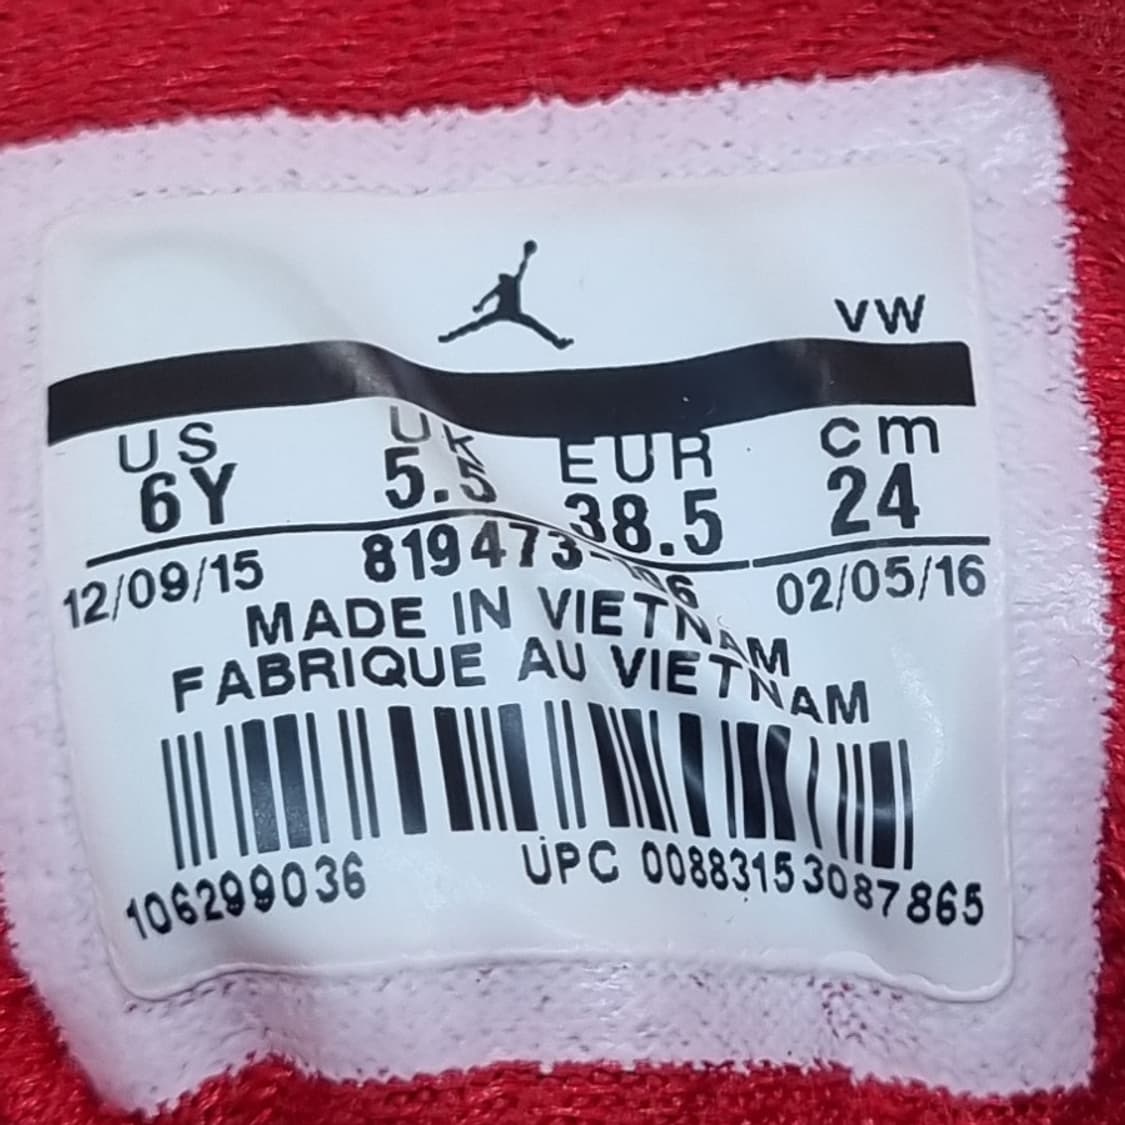 VW
US UK EUR cm
6Y 5.5 38.5 24
12/09/15 819473-106 02/05/16
MADE IN VIETNAM
FABRIQUE AU VIETNAM
106299036 UPC 00883153087865